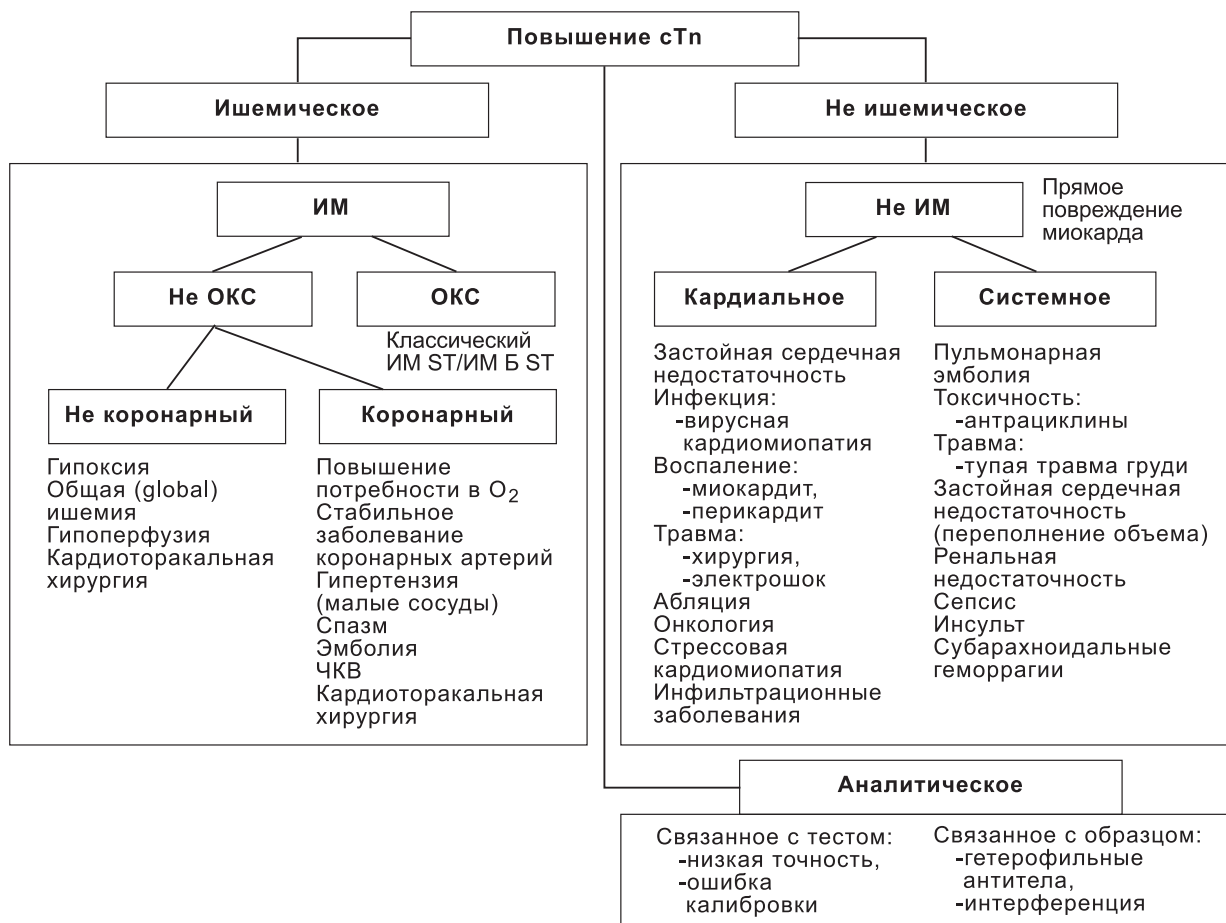 Повышение cTn
Ишемическое
Не ишемическое
ИМ
Не ОКС
ОКС
Классический
ИМ ST/ИМ Б ST
Не коронарный
Коронарный
Гипоксия
Общая (global)
ишемия
Гипоперфузия
Кардиоторакальная
хирургия
Повышение
потребности в O₂
Стабильное
заболевание
коронарных артерий
Гипертензия
(малые сосуды)
Спазм
Эмболия
ЧКВ
Кардиоторакальная
хирургия
Не ИМ
Прямое
повреждение
миокарда
Кардиальное
Системное
Застойная сердечная
недостаточность
Инфекция:
-вирусная
кардиомиопатия
Воспаление:
-миокардит,
-перикардит
Травма:
-хирургия,
-электрошок
Абляция
Онкология
Стрессовая
кардиомиопатия
Инфильтрационные
заболевания
Пульмонарная
эмболия
Токсичность:
-антрациклины
Травма:
-тупая травма груди
Застойная сердечная
недостаточность
(переполнение объема)
Ренальная
недостаточность
Сепсис
Инсульт
Субарахноидальные
геморрагии
Аналитическое
Связанное с тестом:
-низкая точность,
-ошибка
калибровки
Связанное с образцом:
-гетерофильные
антитела,
-интерференция